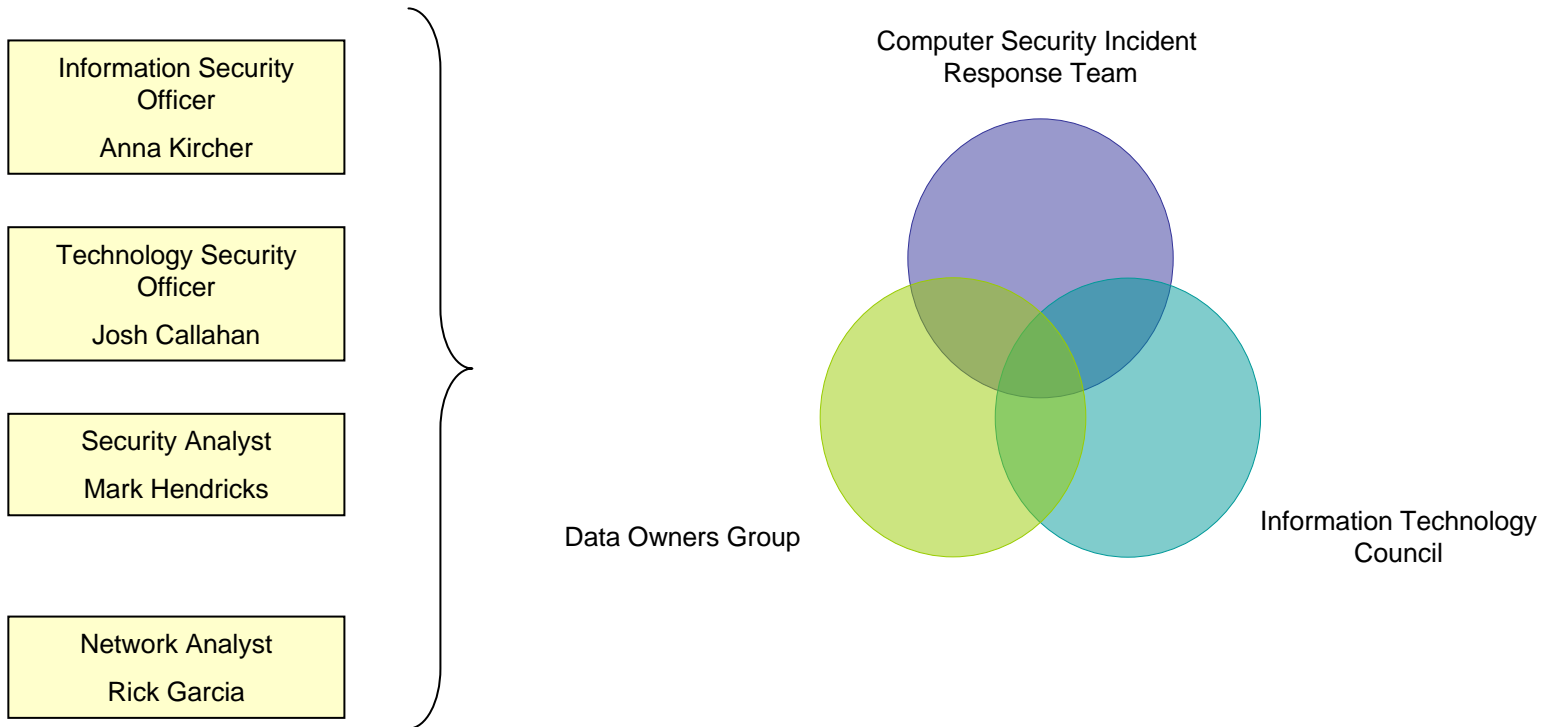 Information Security
Officer
Anna Kircher
Technology Security
Officer
Josh Callahan
Security Analyst
Mark Hendricks
Network Analyst
Rick Garcia
Computer Security Incident
Response Team
Data Owners Group
Information Technology
Council